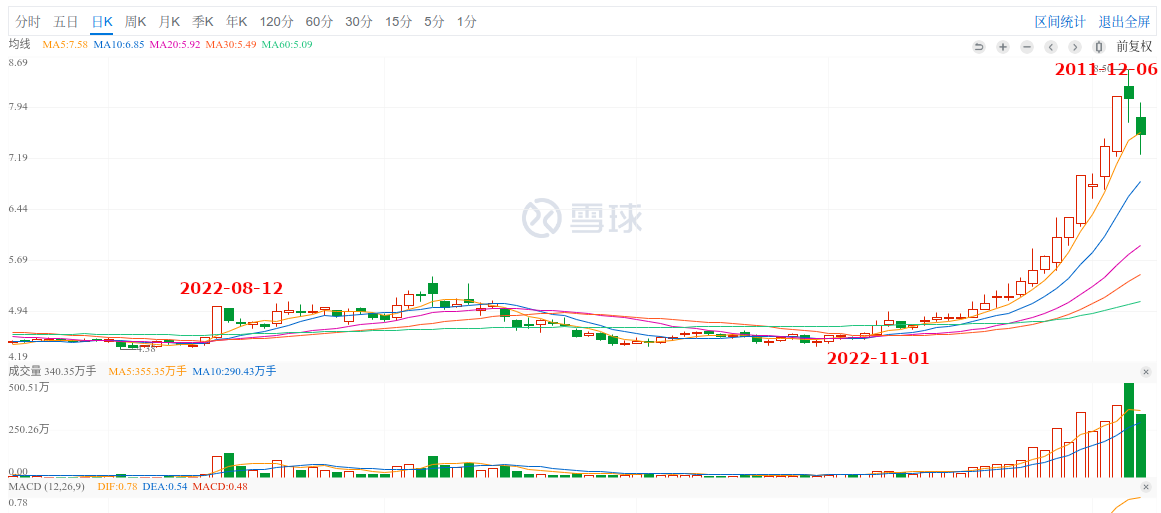 分时 五日 日K 周K 月K 季K 年K 120分 60分 30分 15分 5分 1分 区间统计 退出全屏
均线 MA5:7.58 MA10:6.85 MA20:5.92 MA30:5.49 MA60:5.09 前复权
8.69
2011-12-06
7.94
7.19
6.44
雪球
5.69
2022-08-12
4.94
4.38
4.19
2022-11-01
成交量 340.35万手 MA5:355.35万手 MA10:290.43万手
500.51万
250.26万
0.00
MACD (12,26,9) DIF:0.78 DEA:0.54 MACD:0.48
0.78